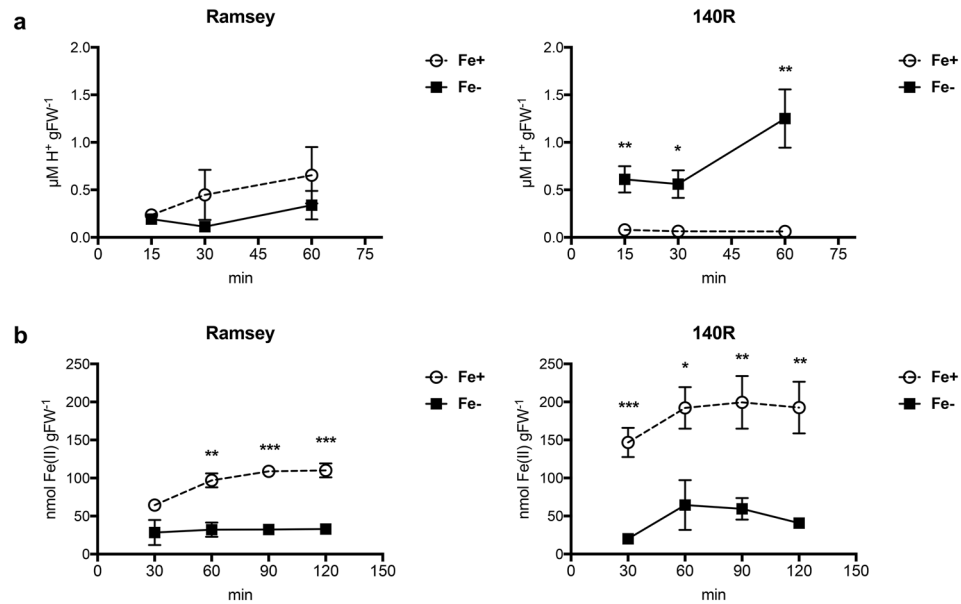 a
Ramsey
2.0
1.5
1.0
0.5
0.0
µM H⁺ gFW⁻¹
0 15 30 45 60 75
min
Fe+
Fe-
140R
2.0
1.5
1.0
0.5
0.0
µM H⁺ gFW⁻¹
** * **
0 15 30 45 60 75
min
Fe+
Fe-
b
Ramsey
250
200
150
100
50
0
nmol Fe(II) gFW⁻¹
** *** ***
0 30 60 90 120 150
min
Fe+
Fe-
140R
250
200
150
100
50
0
nmol Fe(II) gFW⁻¹
*** * ** **
0 30 60 90 120 150
min
Fe+
Fe-